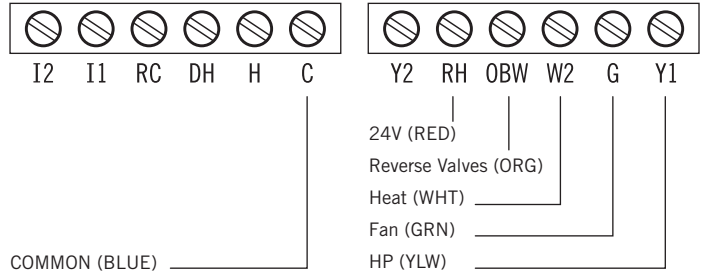 I2 I1 RC DH H C
Y2 RH OBW W2 G Y1
24V (RED)
Reverse Valves (ORG)
Heat (WHT)
Fan (GRN)
COMMON (BLUE)
HP (YLW)